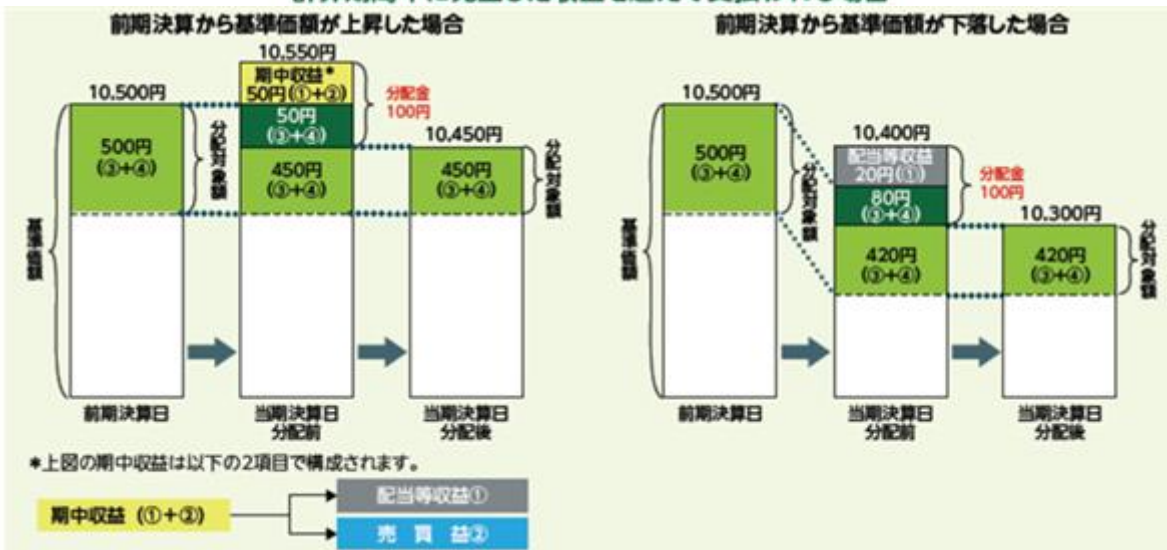 前期決算から基準価額が上昇した場合
10,550円
期中収益*
50円(①+②)
10,500円
分配金
100円
50円
(③+④)
10,450円
500円
(③+④)
分配対象額
450円
(③+④)
450円
(③+④)
分配対象額
基準価額
前期決算日
当期決算日
分配前
当期決算日
分配後
前期決算から基準価額が下落した場合
10,500円
10,400円
500円
(③+④)
分配対象額
配当等収益
20円(①)
分配金
100円
80円
(③+④)
10,300円
420円
(③+④)
420円
(③+④)
分配対象額
基準価額
前期決算日
当期決算日
分配前
当期決算日
分配後
*上図の期中収益は以下の2項目で構成されます。
期中収益 (①+②)
配当等収益①
売買益②